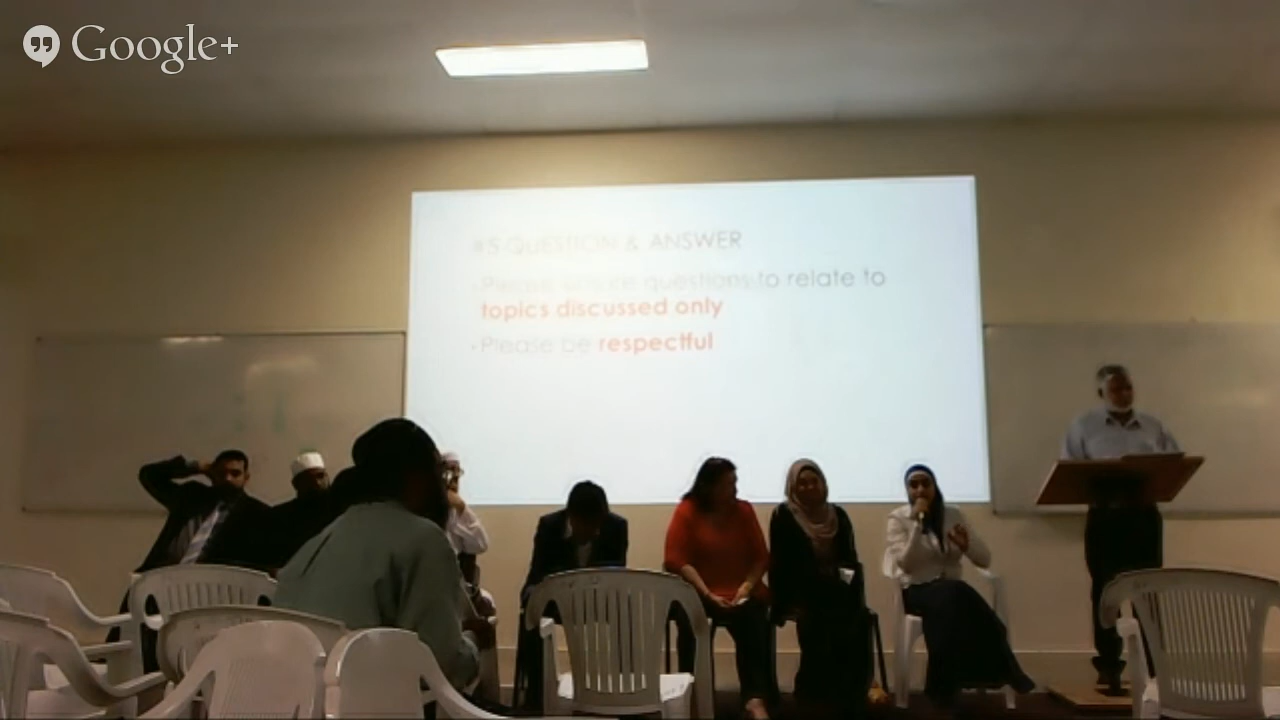 Google+
#5 QUESTION & ANSWER
Please ensure questions to relate to
topics discussed only
Please be respectful